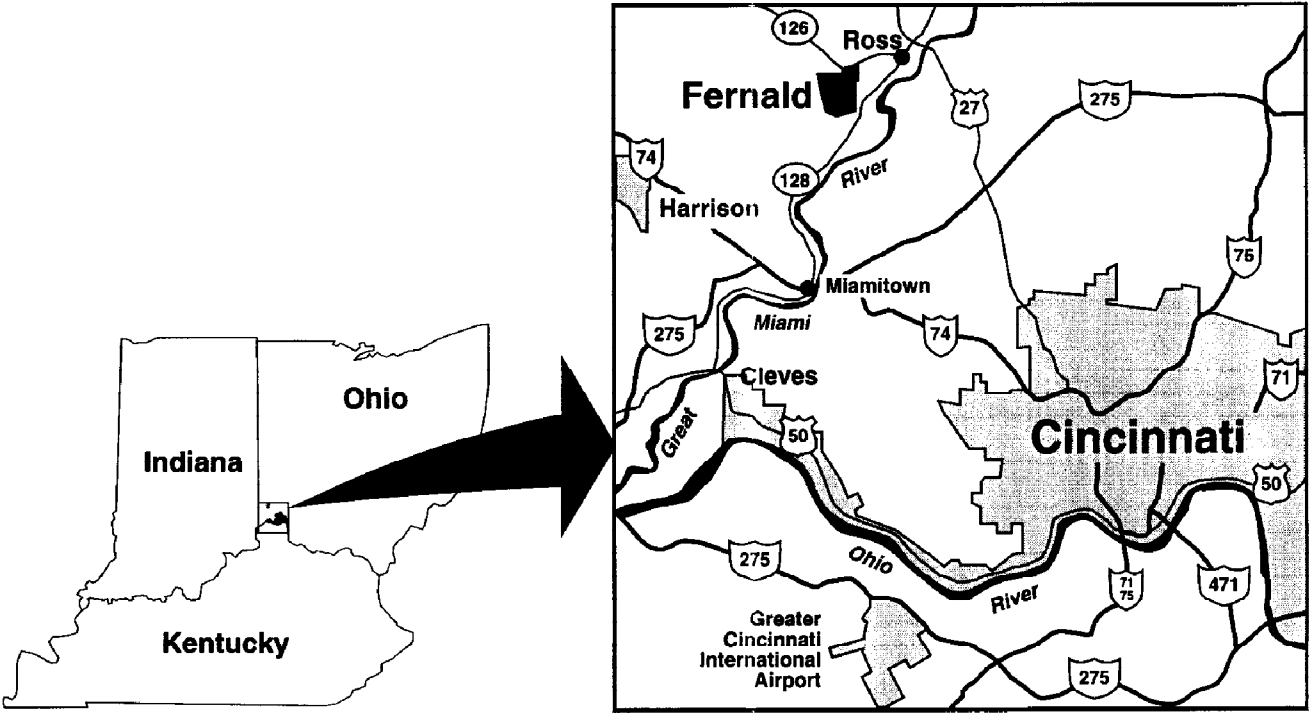 Ohio
Indiana
Kentucky
126
Ross
Fernald
27
275
74
128
River
Harrison
75
Miamitown
Miami
275
74
Cleves
71
Great
50
Cincinnati
50
275
Ohio
River
71
75
471
Greater
Cincinnati
International
Airport
275